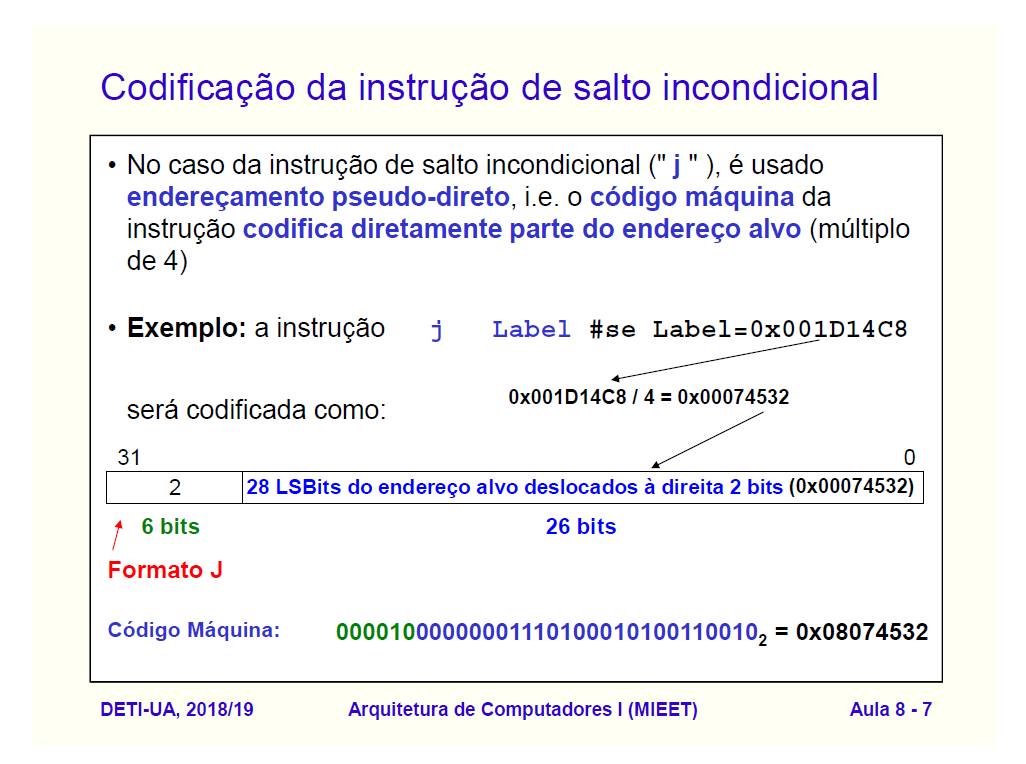 Codificação da instrução de salto incondicional
• No caso da instrução de salto incondicional (" j " ), é usado
endereçamento pseudo-direto, i.e. o código máquina da
instrução codifica diretamente parte do endereço alvo (múltiplo
de 4)
• Exemplo: a instrução j Label #se Label=0x001D14C8
0x001D14C8 / 4 = 0x00074532
será codificada como:
31 0
2 28 LSBits do endereço alvo deslocados à direita 2 bits (0x00074532)
6 bits 26 bits
Formato J
Código Máquina: 00001000000001110100010100110010₂ = 0x08074532
DETI-UA, 2018/19 Arquitetura de Computadores I (MIEET) Aula 8 - 7